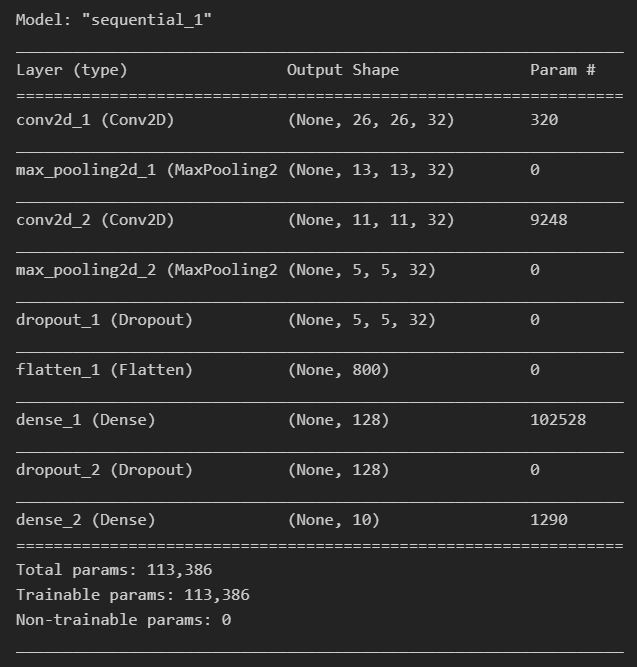 Model: "sequential_1"
Layer (type) Output Shape Param #
conv2d_1 (Conv2D) (None, 26, 26, 32) 320
max_pooling2d_1 (MaxPooling2 (None, 13, 13, 32) 0
conv2d_2 (Conv2D) (None, 11, 11, 32) 9248
max_pooling2d_2 (MaxPooling2 (None, 5, 5, 32) 0
dropout_1 (Dropout) (None, 5, 5, 32) 0
flatten_1 (Flatten) (None, 800) 0
dense_1 (Dense) (None, 128) 102528
dropout_2 (Dropout) (None, 128) 0
dense_2 (Dense) (None, 10) 1290
Total params: 113,386
Trainable params: 113,386
Non-trainable params: 0